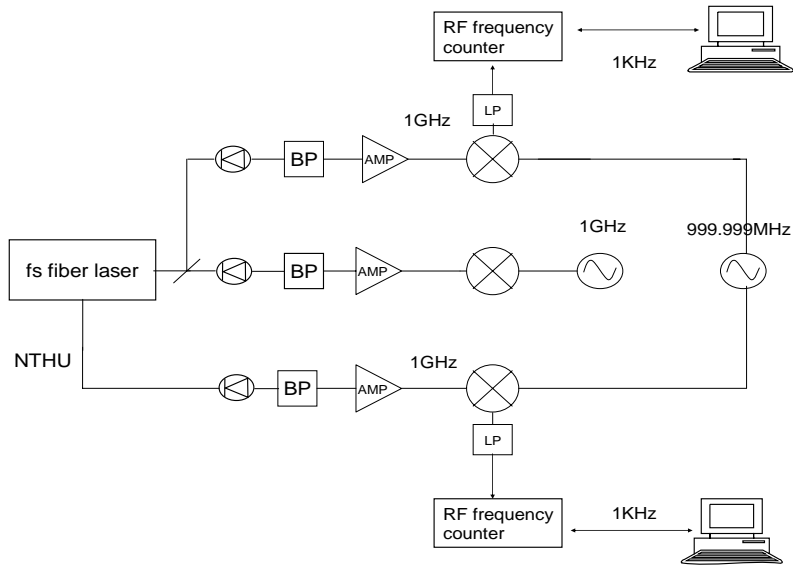 RF frequency
counter
1KHz
LP
1GHz
BP
AMP
1GHz
999.999MHz
fs fiber laser
BP
AMP
NTHU
1GHz
BP
AMP
LP
RF frequency
counter
1KHz